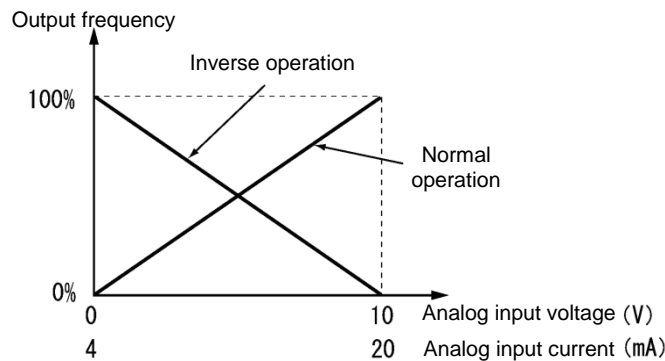 Output frequency
Inverse operation
100%
Normal
operation
0%
0 10 Analog input voltage (V)
4 20 Analog input current (mA)